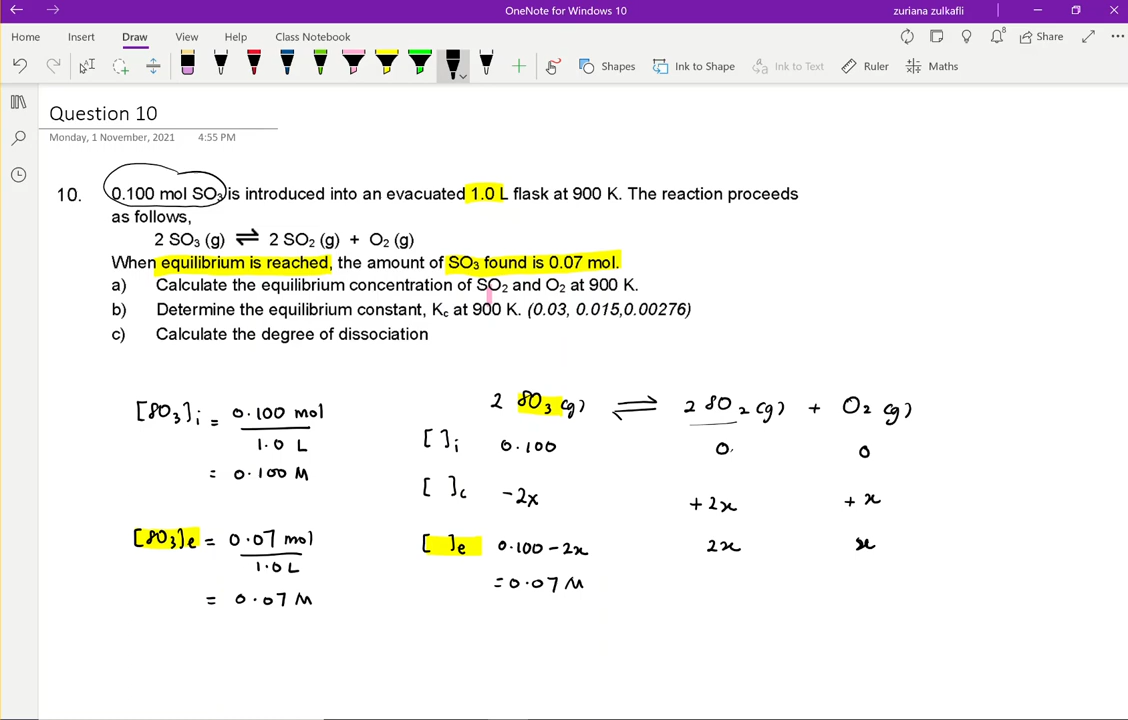 OneNote for Windows 10
zuriana zulkafli
Home Insert Draw View Help Class Notebook
8
Share
Shapes Ink to Shape Ink to Text Ruler Maths
Question 10
Monday, 1 November, 2021 4:55 PM
10. 0.100 mol SO₃ is introduced into an evacuated 1.0 L flask at 900 K. The reaction proceeds
as follows,
2 SO₃ (g) ⇌ 2 SO₂ (g) + O₂ (g)
When equilibrium is reached, the amount of SO₃ found is 0.07 mol.
a) Calculate the equilibrium concentration of SO₂ and O₂ at 900 K.
b) Determine the equilibrium constant, K_c at 900 K. (0.03, 0.015,0.00276)
c) Calculate the degree of dissociation
2 SO₃ (g) ⇌ 2 SO₂ (g) + O₂ (g)
[SO₃]i = 0.100 mol
1.0 L
= 0.100 M
[ ]i 0.100 0 0
[ ]c -2x +2x +x
[ ]e 0.100-2x 2x x
= 0.07 M
[SO₃]e = 0.07 mol
1.0 L
= 0.07 M